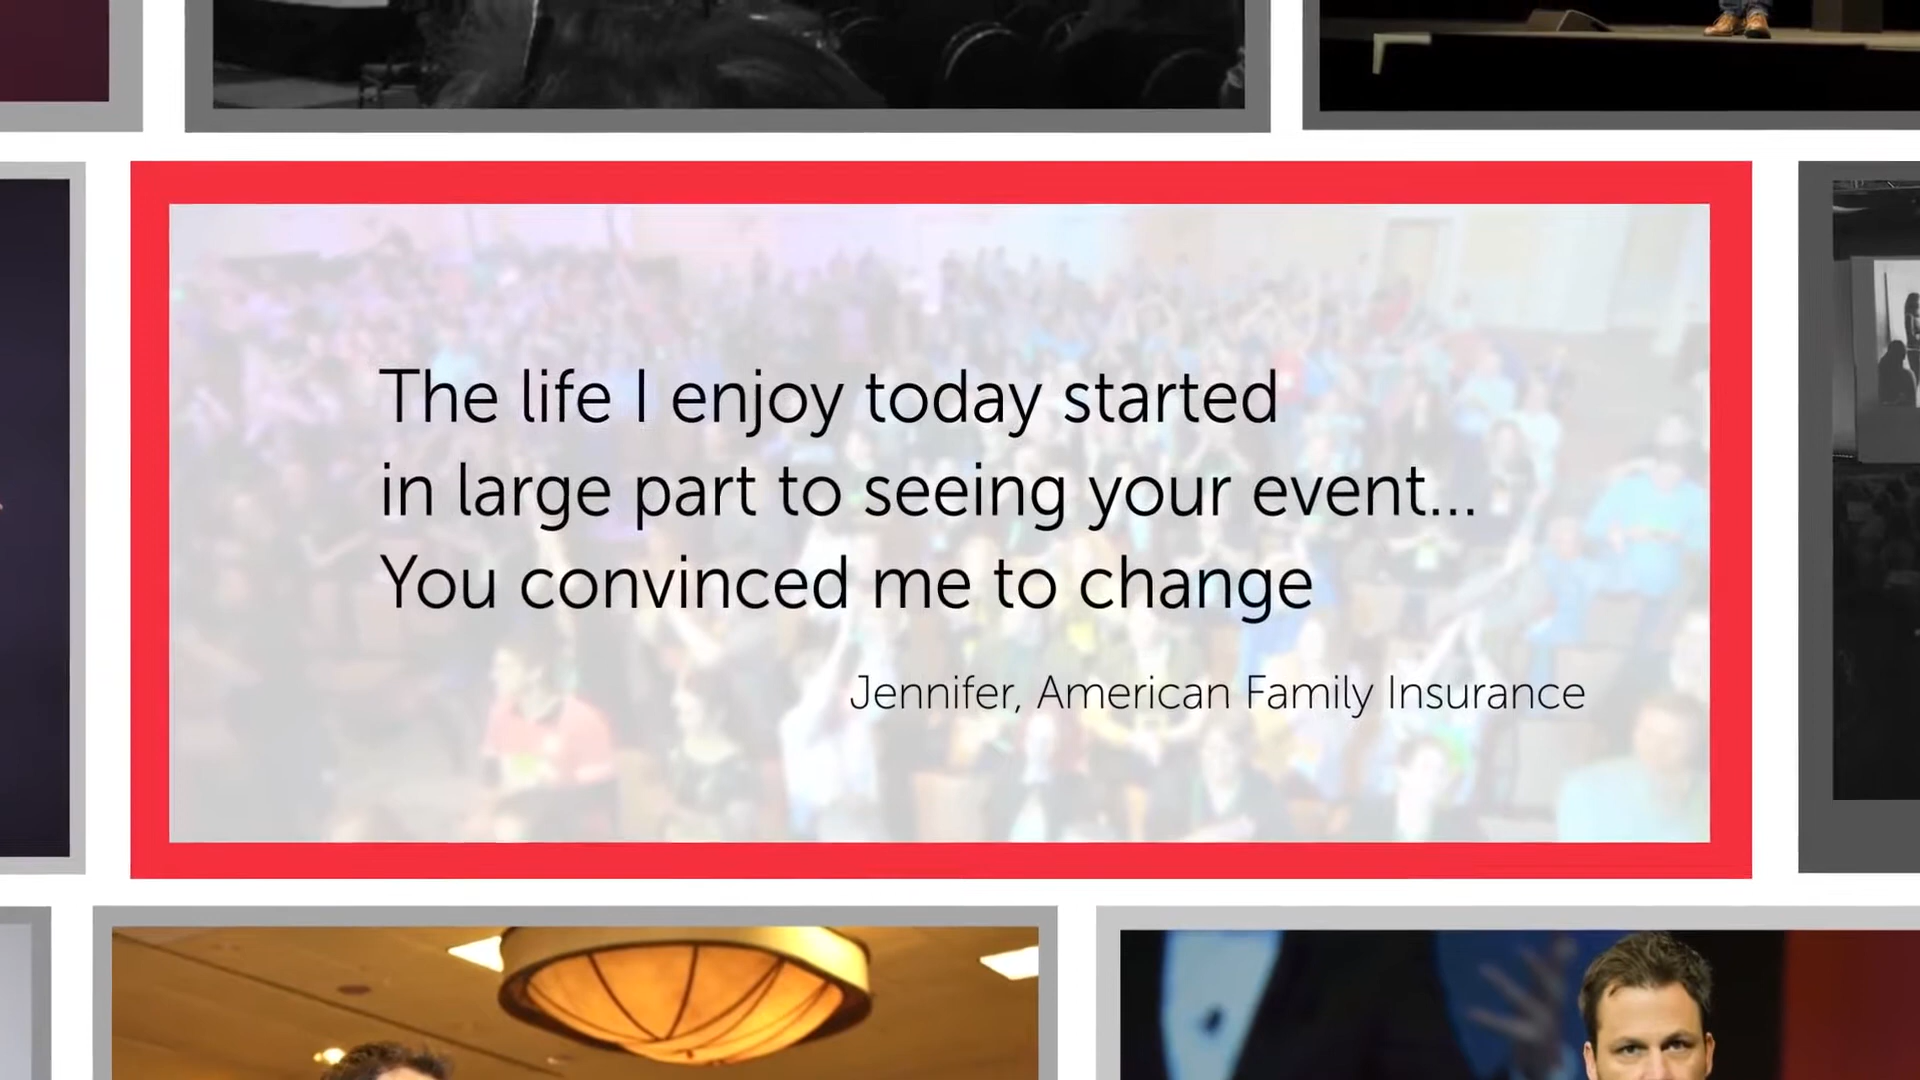 The life I enjoy today started
in large part to seeing your event...
You convinced me to change
Jennifer, American Family Insurance